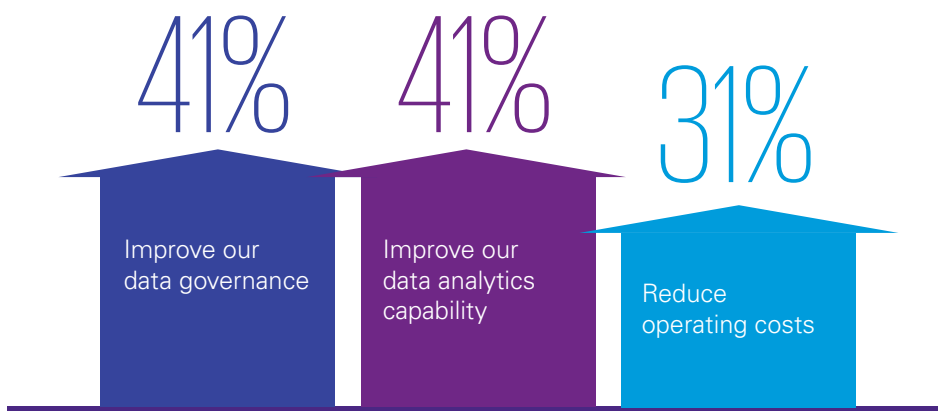 41%
41%
31%
Improve our
data governance
Improve our
data analytics
capability
Reduce
operating costs